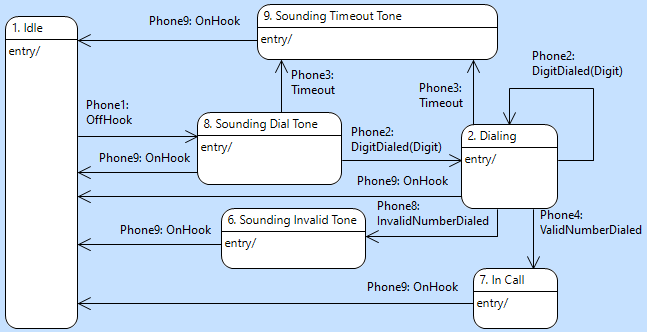 1. Idle
entry/
Phone9: OnHook
9. Sounding Timeout Tone
entry/
Phone3:
Timeout
Phone3:
Timeout
Phone2:
DigitDialed(Digit)
Phone1:
OffHook
8. Sounding Dial Tone
entry/
Phone2:
DigitDialed(Digit)
2. Dialing
entry/
Phone9: OnHook
Phone9: OnHook
Phone8:
InvalidNumberDialed
Phone4:
ValidNumberDialed
6. Sounding Invalid Tone
entry/
Phone9: OnHook
7. In Call
entry/
Phone9: OnHook